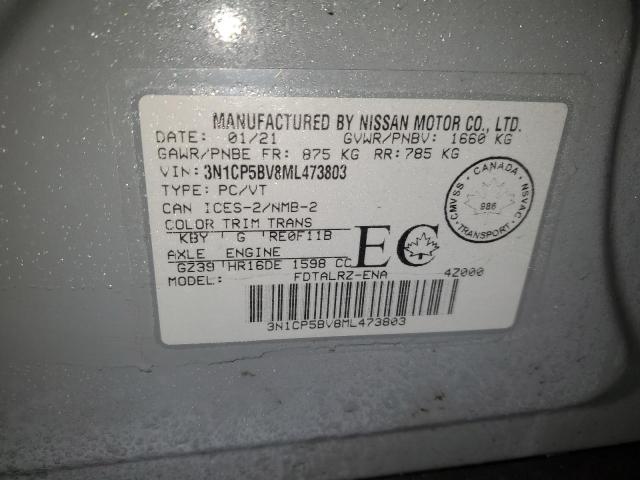 MANUFACTURED BY NISSAN MOTOR CO., LTD.
DATE: 01/21 GVWR/PNBV: 1660 KG
GAWR/PNBE FR: 875 KG RR: 785 KG
VIN: 3N1CP5BV8ML473803
TYPE: PC/VT
CAN ICES-2/NMB-2
COLOR TRIM TRANS
KBY G RE0F11B
AXLE ENGINE
GZ39 HR16DE 1598 CC
MODEL: FDTALRZ-ENA 4Z000
EC
3N1CP5BV8ML473803
CANADA
CMVSS
NSVAC
986
TRANSPORT